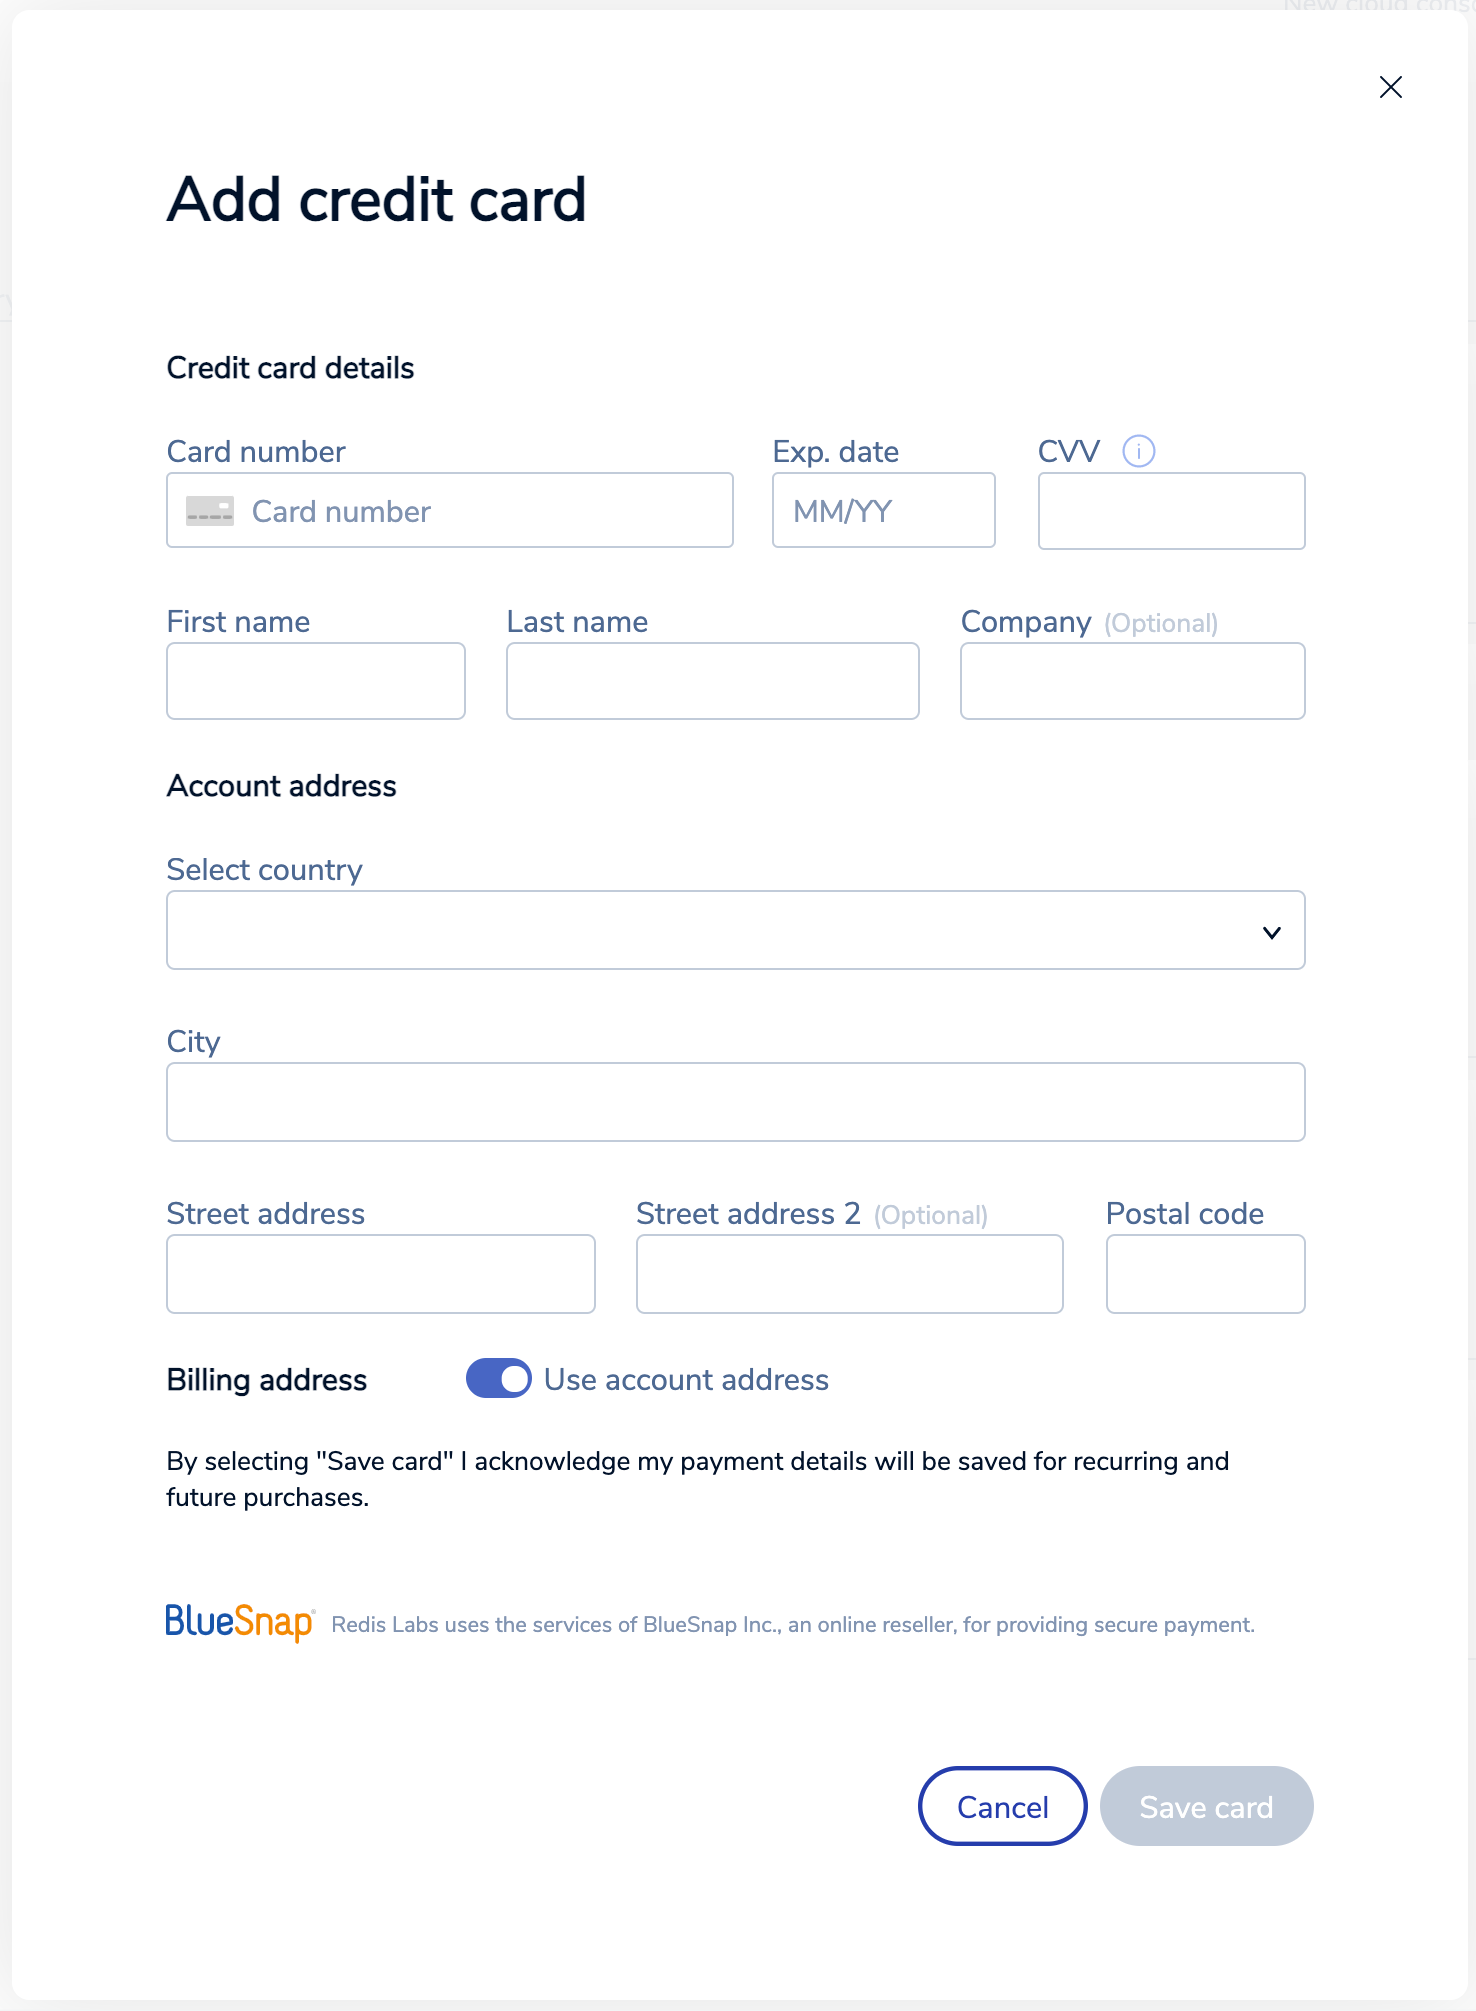 New cloud conso
Add credit card
Credit card details
Card number Exp. date CVV i
Card number MM/YY
First name Last name Company (Optional)
Account address
Select country
City
Street address Street address 2 (Optional) Postal code
Billing address Use account address
By selecting "Save card" I acknowledge my payment details will be saved for recurring and
future purchases.
BlueSnap Redis Labs uses the services of BlueSnap Inc., an online reseller, for providing secure payment.
Cancel Save card